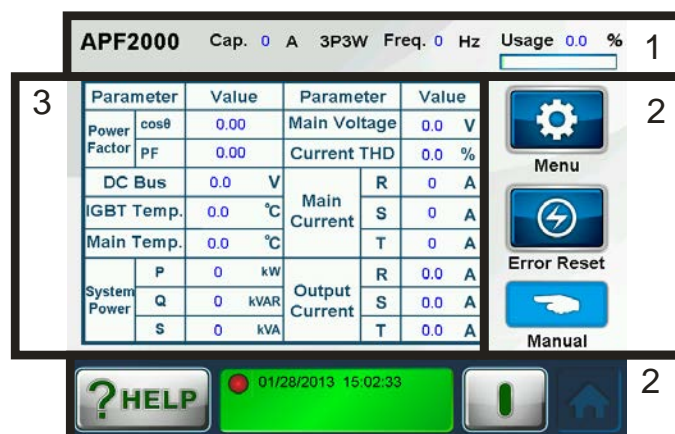 APF2000 Cap. 0 A 3P3W Freq. 0 Hz Usage 0.0 % 1
3 2
Parameter Value Parameter Value
Power Factor cosθ 0.00 Main Voltage 0.0 V
PF 0.00 Current THD 0.0 %
DC Bus 0.0 V Main Current R 0 A
IGBT Temp. 0.0 ℃ S 0 A
Main Temp. 0.0 ℃ T 0 A
System Power P 0 kW Output Current R 0.0 A
Q 0 kVAR S 0.0 A
S 0 kVA T 0.0 A
Menu
Error Reset
Manual
?HELP 01/28/2013 15:02:33 2